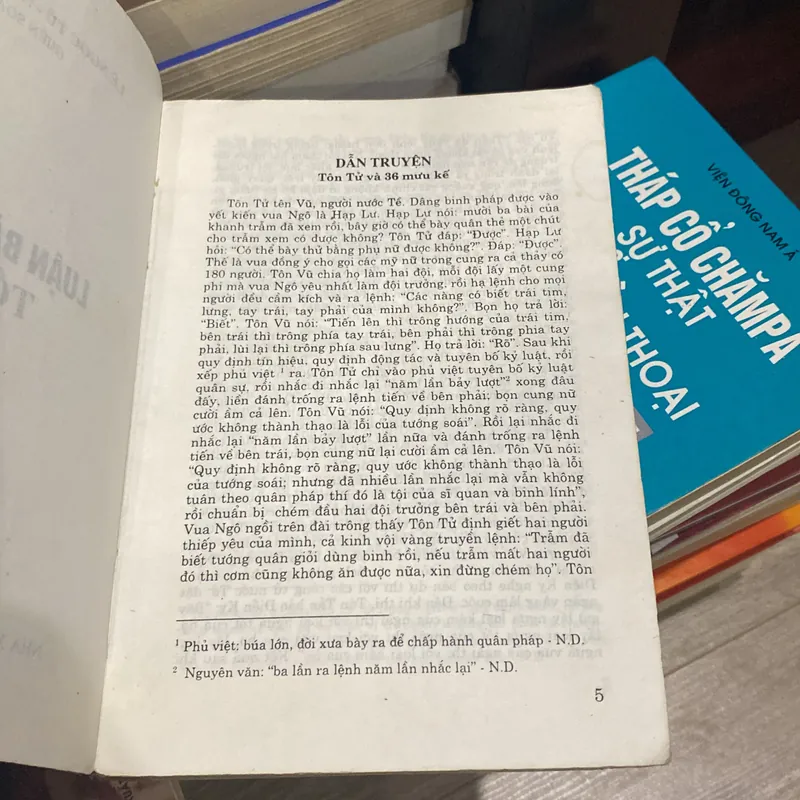 DẪN TRUYỆN
Tôn Tử và 36 mưu kế
Tôn Tử tên Vũ, người nước Tề. Dâng binh pháp được vào
yết kiến vua Ngô là Hạp Lư. Hạp Lư nói: mười ba bài của
khanh trẫm đã xem rồi, bây giờ có thể bày quân thế một chút
cho trẫm xem có được không? Tôn Tử đáp: “Được”. Hạp Lư
hỏi: “Có thể bày thử bằng phụ nữ được không?”. Đáp: “Được”.
Thế là vua đồng ý cho gọi các mỹ nữ trong cung ra cả thảy có
180 người. Tôn Vũ chia họ làm hai đội, mỗi đội lấy một cung
phi mà vua Ngô yêu nhất làm đội trưởng, rồi hạ lệnh cho mọi
người đều cầm kích và ra lệnh: “Các nàng có biết trái tim,
lưng, tay trái, tay phải của mình không?”. Bọn họ trả lời:
“Biết”. Tôn Vũ nói: “Tiến lên thì trông hướng của trái tim,
bên trái thì trông phía tay trái, bên phải thì trông phía tay
phải, lùi lại thì trông phía sau lưng”. Họ trả lời: “Rõ”. Sau khi
quy định tín hiệu, quy định động tác và tuyên bố kỷ luật, rồi
xếp phủ việt ¹ ra. Tôn Tử chỉ vào phủ việt tuyên bố kỷ luật
quân sự, rồi nhắc đi nhắc lại “năm lần bảy lượt”² xong đâu
đấy, liền đánh trống ra lệnh tiến về bên phải; bọn cung nữ
cười ầm cả lên. Tôn Vũ nói: “Quy định không rõ ràng, quy
ước không thành thạo là lỗi của tướng soái”. Rồi lại nhắc đi
nhắc lại “năm lần bảy lượt” lần nữa và đánh trống ra lệnh
tiến về bên trái, bọn cung nữ lại cười ầm cả lên. Tôn Vũ nói:
“Quy định không rõ ràng, quy ước không thành thạo là lỗi
của tướng soái; nhưng đã nhiều lần nhắc lại mà vẫn không
tuân theo quân pháp thì đó là tội của sĩ quan và binh lính”,
rồi chuẩn bị chém đầu hai đội trưởng bên trái và bên phải.
Vua Ngô ngồi trên đài trông thấy Tôn Tử định giết hai người
thiếp yêu của mình, cả kinh vội vàng truyền lệnh: “Trẫm đã
biết tướng quân giỏi dùng binh rồi, nếu trẫm mất hai người
đó thì cơm cũng không ăn được nữa, xin đừng chém họ”. Tôn
¹ Phủ việt: búa lớn, đời xưa bày ra để chấp hành quân pháp - N.D.
² Nguyên văn: “ba lần ra lệnh năm lần nhắc lại” - N.D.
5
VIỆN ĐÔNG NAM Á
THÁP CỔ CHĂMPA
SỰ THẬT
THOẠI
LUẬN